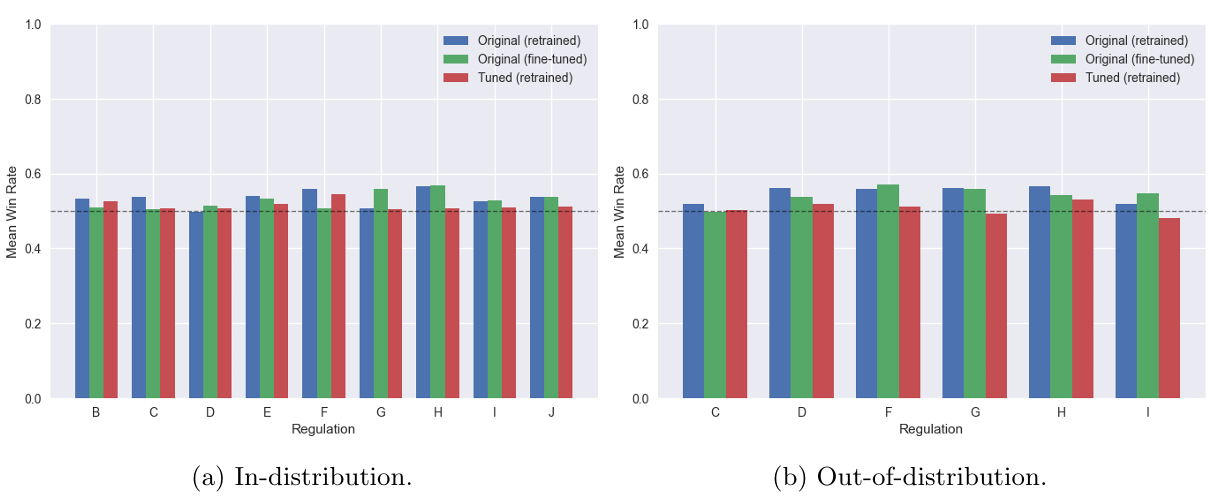 1.0
0.8
0.6
0.4
0.2
0.0
Mean Win Rate
Original (retrained)
Original (fine-tuned)
Tuned (retrained)
B C D E F G H I J
Regulation
(a) In-distribution.
1.0
0.8
0.6
0.4
0.2
0.0
Mean Win Rate
Original (retrained)
Original (fine-tuned)
Tuned (retrained)
C D F G H I
Regulation
(b) Out-of-distribution.